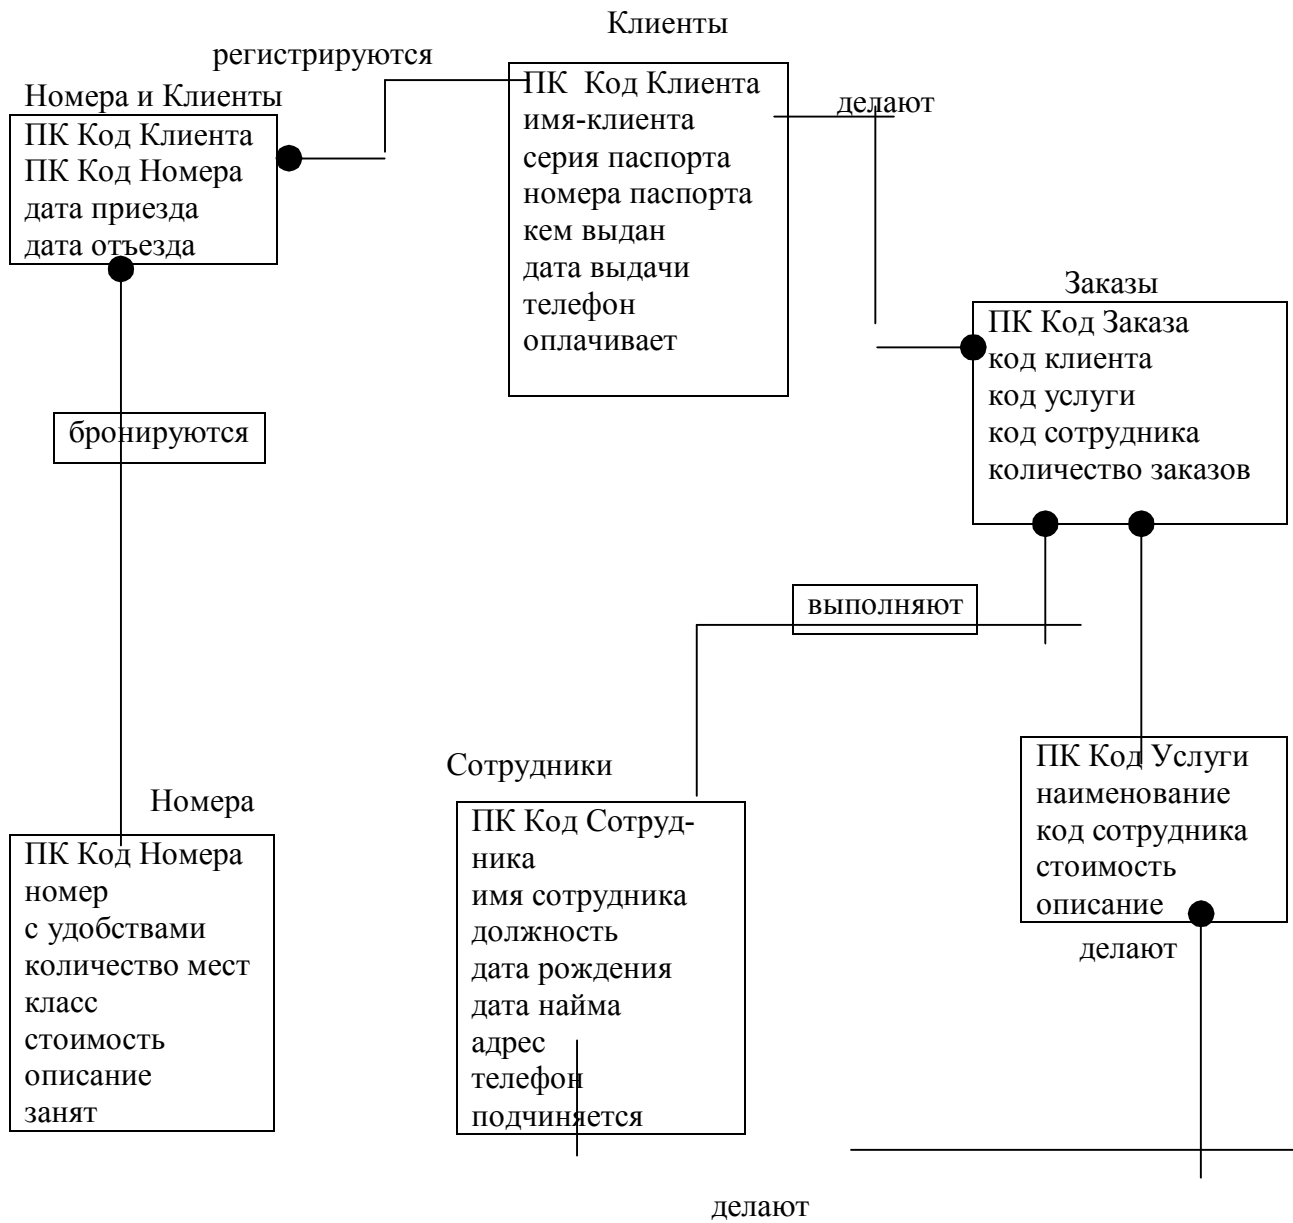 Клиенты
регистрируются
Номера и Клиенты
ПК Код Клиента
ПК Код Номера
дата приезда
дата отъезда
ПК Код Клиента
имя-клиента
серия паспорта
номера паспорта
кем выдан
дата выдачи
телефон
оплачивает
делают
Заказы
ПК Код Заказа
код клиента
код услуги
код сотрудника
количество заказов
бронируются
выполняют
Номера
ПК Код Номера
номер
с удобствами
количество мест
класс
стоимость
описание
занят
Сотрудники
ПК Код Сотруд-
ника
имя сотрудника
должность
дата рождения
дата найма
адрес
телефон
подчиняется
ПК Код Услуги
наименование
код сотрудника
стоимость
описание
делают
делают